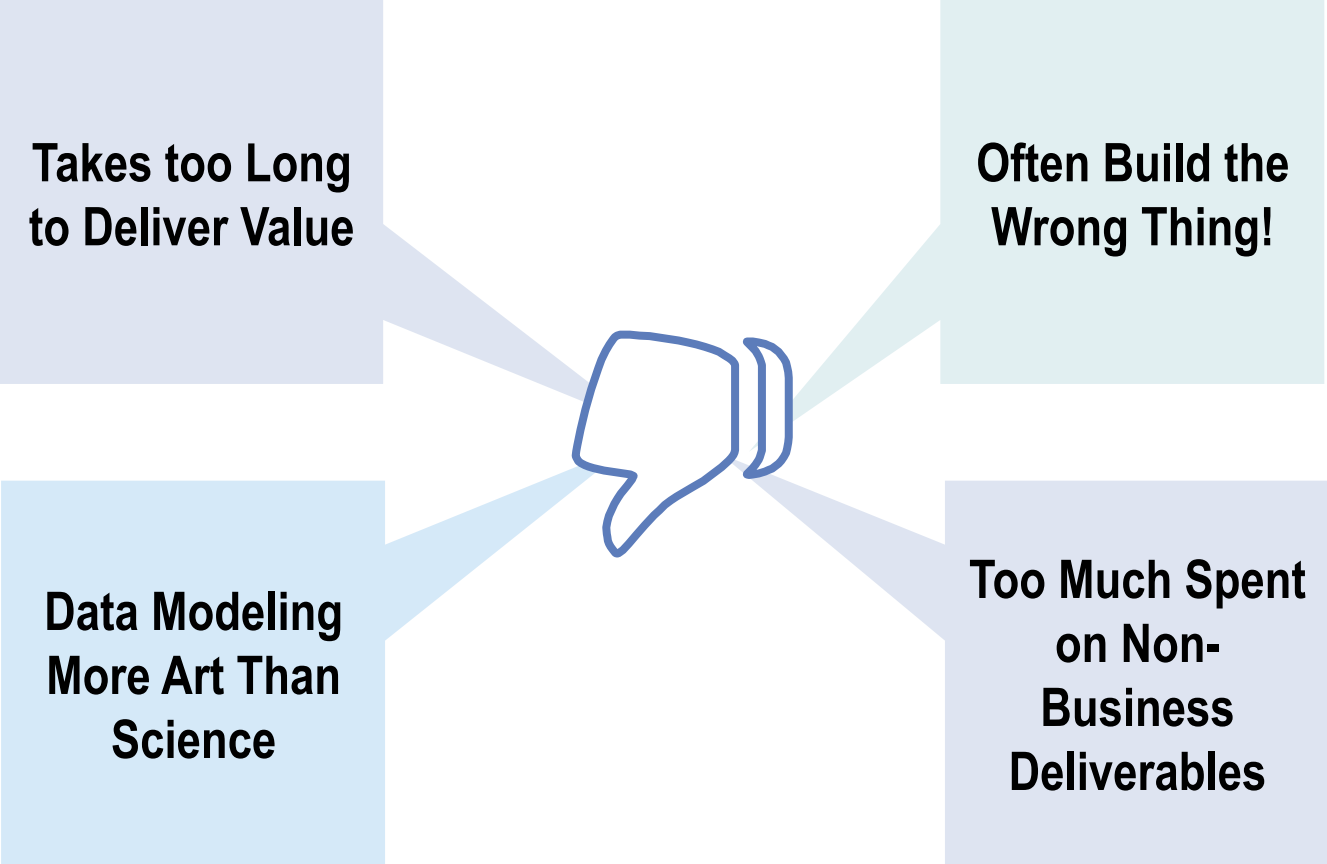 Takes too Long
to Deliver Value
Often Build the
Wrong Thing!
Data Modeling
More Art Than
Science
Too Much Spent
on Non-
Business
Deliverables